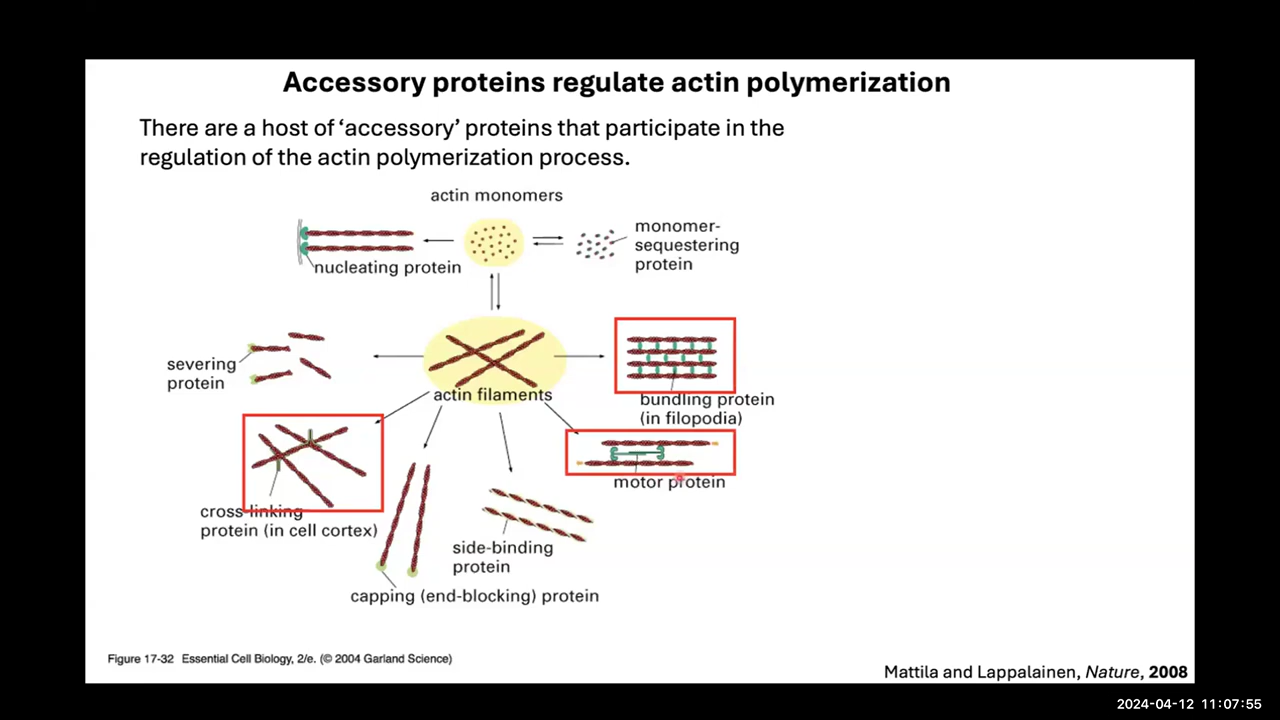 Accessory proteins regulate actin polymerization
There are a host of ‘accessory’ proteins that participate in the
regulation of the actin polymerization process.
actin monomers
monomer-
sequestering
protein
nucleating protein
severing
protein
actin filaments
bundling protein
(in filopodia)
motor protein
cross-linking
protein (in cell cortex)
side-binding
protein
capping (end-blocking) protein
Figure 17-32 Essential Cell Biology, 2/e. (© 2004 Garland Science)
Mattila and Lappalainen, Nature, 2008
2024-04-12 11:07:55